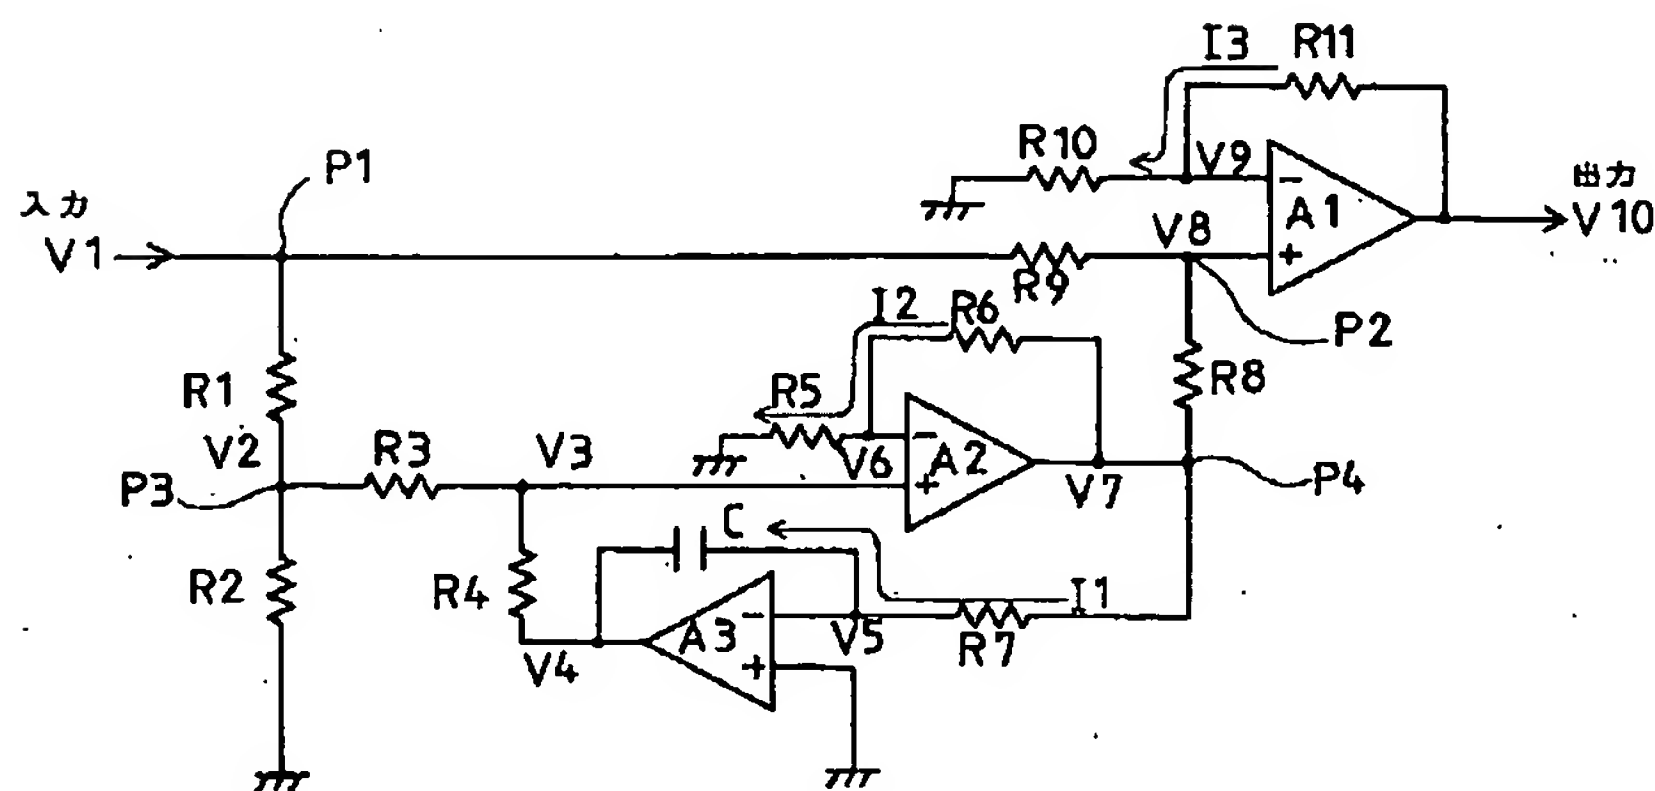 I3
R11
R10
V9
P1
入力
V1
A1
出力
V10
V8
R9
I2
R6
P2
R1
R5
R8
V2
R3
V3
V6
A2
P3
V7
P4
C
R2
R4
I1
A3
V5
R7
V4